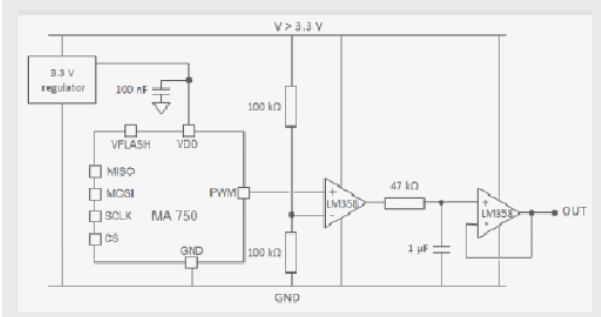 V > 3.3 V
3.3 V
regulator
100 nF
100 kΩ
VFLASH
VDD
MISO
MOSI
SCLK
CS
MA 750
PWM
GND
+
-
LM358
47 kΩ
+
-
LM358
OUT
1 µF
100 kΩ
GND